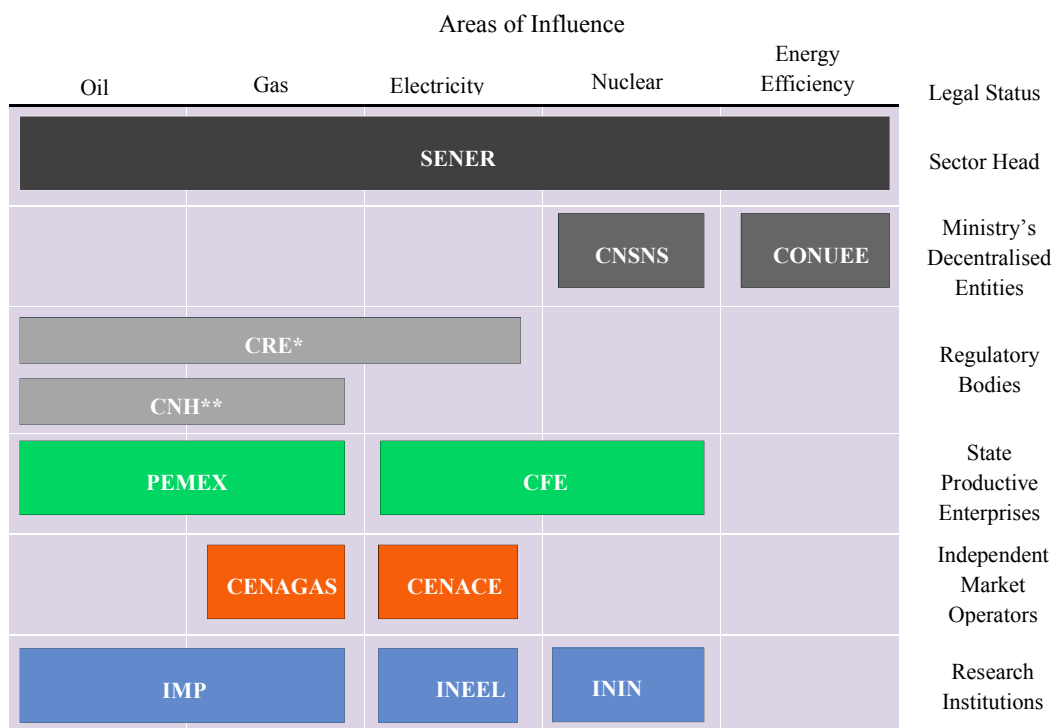 Areas of Influence
Oil
Gas
Electricity
Nuclear
Energy
Efficiency
Legal Status
SENER
Sector Head
CNSNS
CONUEE
Ministry’s
Decentralised
Entities
CRE*
CNH**
Regulatory
Bodies
PEMEX
CFE
State
Productive
Enterprises
CENAGAS
CENACE
Independent
Market
Operators
IMP
INEEL
ININ
Research
Institutions